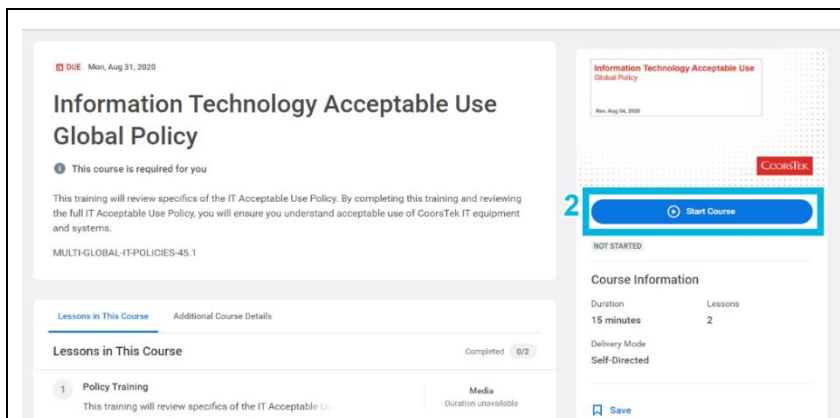 DUE Mon, Aug 31, 2020
Information Technology Acceptable Use
Global Policy
This course is required for you
This training will review specifics of the IT Acceptable Use Policy. By completing this training and reviewing
the full IT Acceptable Use Policy, you will ensure you understand acceptable use of CoorsTek IT equipment
and systems.
MULTI-GLOBAL-IT-POLICIES-45.1
Lessons in This Course Additional Course Details
Lessons in This Course Completed 0/2
1 Policy Training Media
This training will review specifics of the IT Acceptable Duration unavailable
Information Technology Acceptable Use
Global Policy
Rev. Aug 04, 2020
COORSTEK
2 Start Course
NOT STARTED
Course Information
Duration Lessons
15 minutes 2
Delivery Mode
Self-Directed
Save